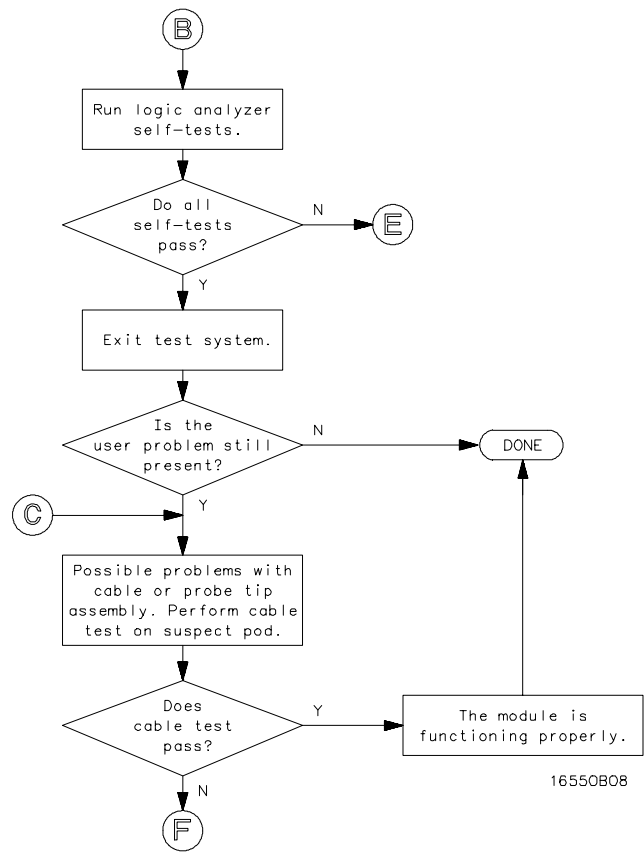 B
Run logic analyzer
self-tests.
Do all
self-tests
pass?
N
E
Y
Exit test system.
Is the
user problem still
present?
N
DONE
Y
C
Possible problems with
cable or probe tip
assembly. Perform cable
test on suspect pod.
Does
cable test
pass?
Y
The module is
functioning properly.
16550B08
N
F